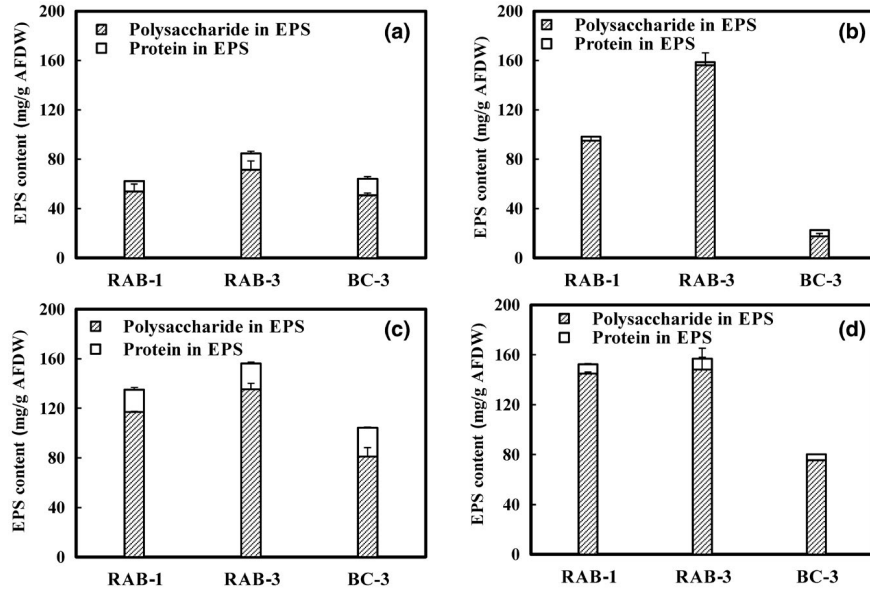 EPS content (mg/g AFDW)
200
160
120
80
40
0
Polysaccharide in EPS
Protein in EPS
(a)
RAB-1 RAB-3 BC-3
EPS content (mg/g AFDW)
200
160
120
80
40
0
Polysaccharide in EPS
Protein in EPS
(b)
RAB-1 RAB-3 BC-3
EPS content (mg/g AFDW)
200
160
120
80
40
0
Polysaccharide in EPS
Protein in EPS
(c)
RAB-1 RAB-3 BC-3
EPS content (mg/g AFDW)
200
160
120
80
40
0
Polysaccharide in EPS
Protein in EPS
(d)
RAB-1 RAB-3 BC-3